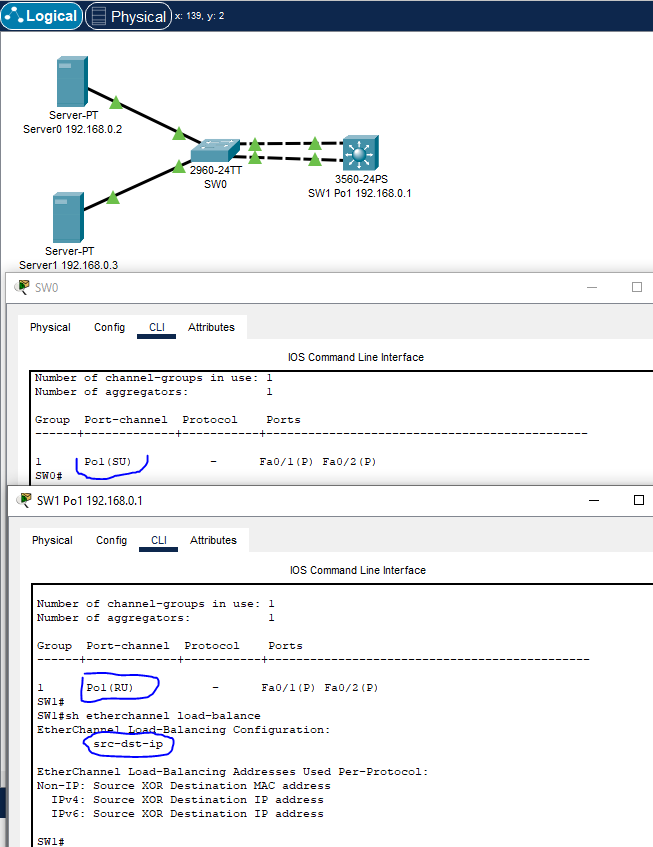 Logical Physical x: 139, y: 2
Server-PT
Server0 192.168.0.2
2960-24TT
SW0
3560-24PS
SW1 Po1 192.168.0.1
Server-PT
Server1 192.168.0.3
SW0
Physical Config CLI Attributes
IOS Command Line Interface
Number of channel-groups in use: 1
Number of aggregators: 1
Group Port-channel Protocol Ports
------+-------------+-----------+----------------------------------------------
1 Po1(SU) - Fa0/1(P) Fa0/2(P)
SW0#
SW1 Po1 192.168.0.1
Physical Config CLI Attributes
IOS Command Line Interface
Number of channel-groups in use: 1
Number of aggregators: 1
Group Port-channel Protocol Ports
------+-------------+-----------+----------------------------------------------
1 Po1(RU) - Fa0/1(P) Fa0/2(P)
SW1#
SW1#sh etherchannel load-balance
EtherChannel Load-Balancing Configuration:
src-dst-ip
EtherChannel Load-Balancing Addresses Used Per-Protocol:
Non-IP: Source XOR Destination MAC address
IPv4: Source XOR Destination IP address
IPv6: Source XOR Destination IP address
SW1#